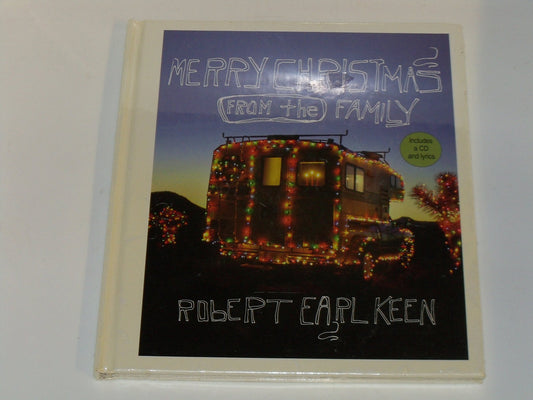 MERRY CHRISTMAS
FROM the FAMILY
includes
a CD
and lyrics
ROBERT EARL KEEN